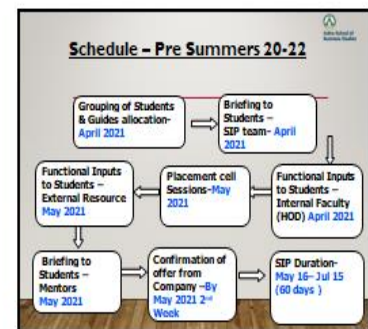 Schedule – Pre Summers 20-22
Grouping of Students
& Guides allocation-
April 2021
Briefing to
Students –
SIP team- April
2021
Functional Inputs
to Students –
Internal Faculty
(HOD) April 2021
Placement cell
Sessions-May
2021
Functional Inputs
to Students –
External Resource
May 2021
Briefing to
Students –
Mentors
May 2021
Confirmation of
offer from
Company –By
May 2021 2nd
Week
SIP Duration-
May 16– Jul 15
(60 days )